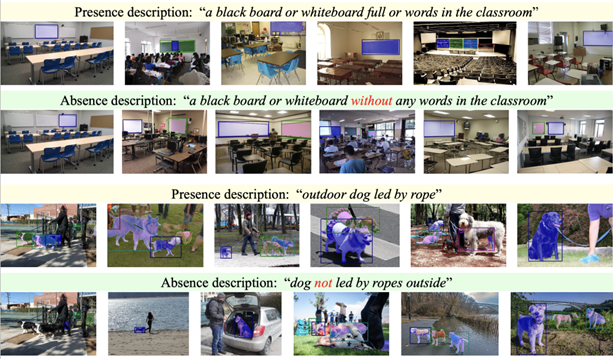 Presence description: “a black board or whiteboard full or words in the classroom”
Absence description: “a black board or whiteboard without any words in the classroom”
Presence description: “outdoor dog led by rope”
Absence description: “dog not led by ropes outside”